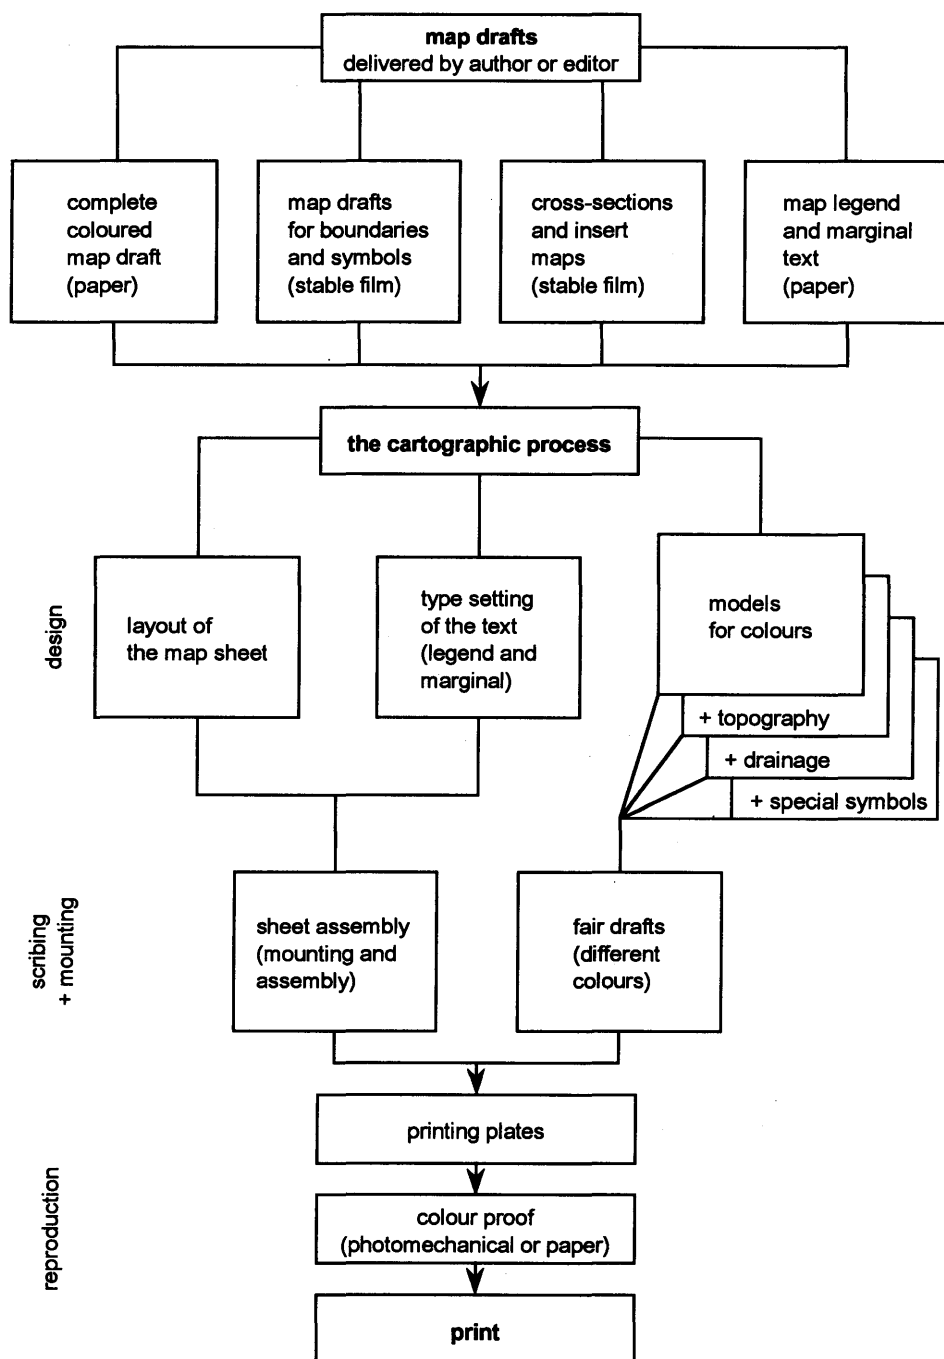 map drafts
delivered by author or editor
complete
coloured
map draft
(paper)
map drafts
for boundaries
and symbols
(stable film)
cross-sections
and insert
maps
(stable film)
map legend
and marginal
text
(paper)
the cartographic process
design
layout of
the map sheet
type setting
of the text
(legend and
marginal)
models
for colours
+ topography
+ drainage
+ special symbols
scribing
+ mounting
sheet assembly
(mounting and
assembly)
fair drafts
(different
colours)
reproduction
printing plates
colour proof
(photomechanical or paper)
print